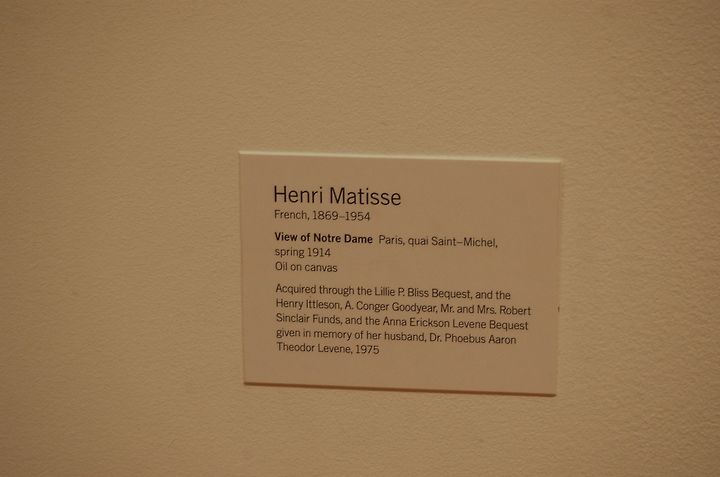 Henri Matisse
French, 1869–1954
View of Notre Dame Paris, quai Saint–Michel,
spring 1914
Oil on canvas
Acquired through the Lillie P. Bliss Bequest, and the
Henry Ittleson, A. Conger Goodyear, Mr. and Mrs. Robert
Sinclair Funds, and the Anna Erickson Levene Bequest
given in memory of her husband, Dr. Phoebus Aaron
Theodor Levene, 1975